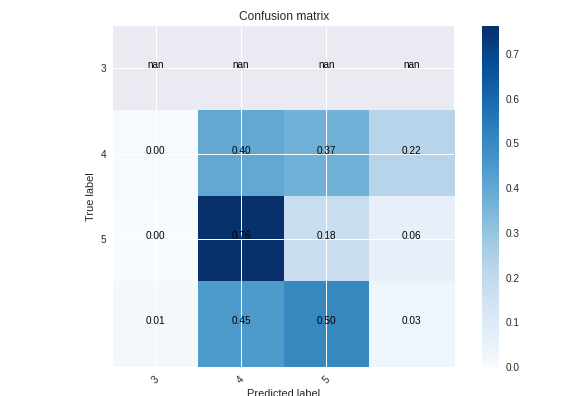 Confusion matrix
3 nan nan nan nan
4 0.00 0.40 0.37 0.22
5 0.00 0.76 0.18 0.06
0.01 0.45 0.50 0.03
3 4 5
True label
Predicted label
0.7
0.6
0.5
0.4
0.3
0.2
0.1
0.0